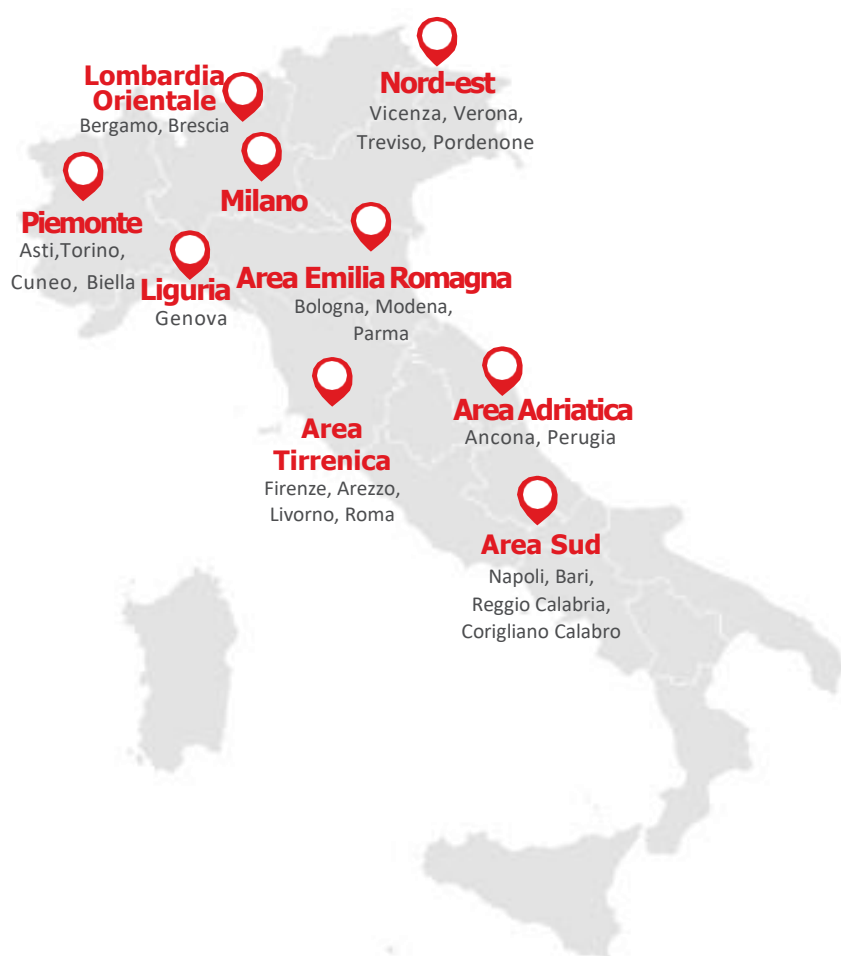 Nord-est
Vicenza, Verona,
Treviso, Pordenone
Lombardia
Orientale
Bergamo, Brescia
Milano
Piemonte
Asti,Torino,
Cuneo, Biella
Liguria
Genova
Area Emilia Romagna
Bologna, Modena,
Parma
Area Adriatica
Ancona, Perugia
Area
Tirrenica
Firenze, Arezzo,
Livorno, Roma
Area Sud
Napoli, Bari,
Reggio Calabria,
Corigliano Calabro